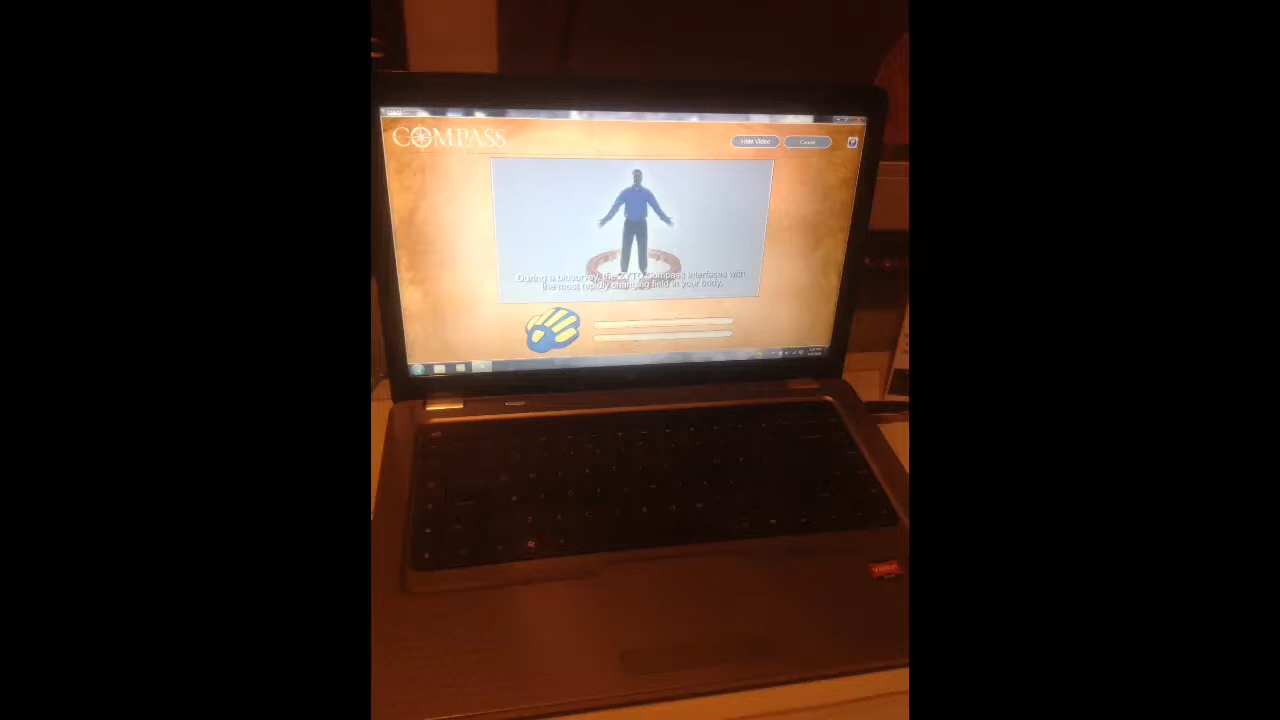 COMPASS
Hide Video
Cancel
During a biosurvey, the ZYTO Compass interfaces with
the most rapidly changing field in your body,